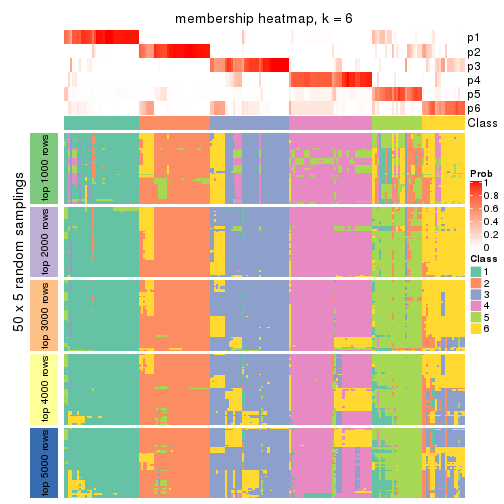 membership heatmap, k = 6
p1
p2
p3
p4
p5
p6
Class
50 x 5 random samplings
top 1000 rows
top 2000 rows
top 3000 rows
top 4000 rows
top 5000 rows
Prob
1
0.8
0.6
0.4
0.2
0
Class
1
2
3
4
5
6